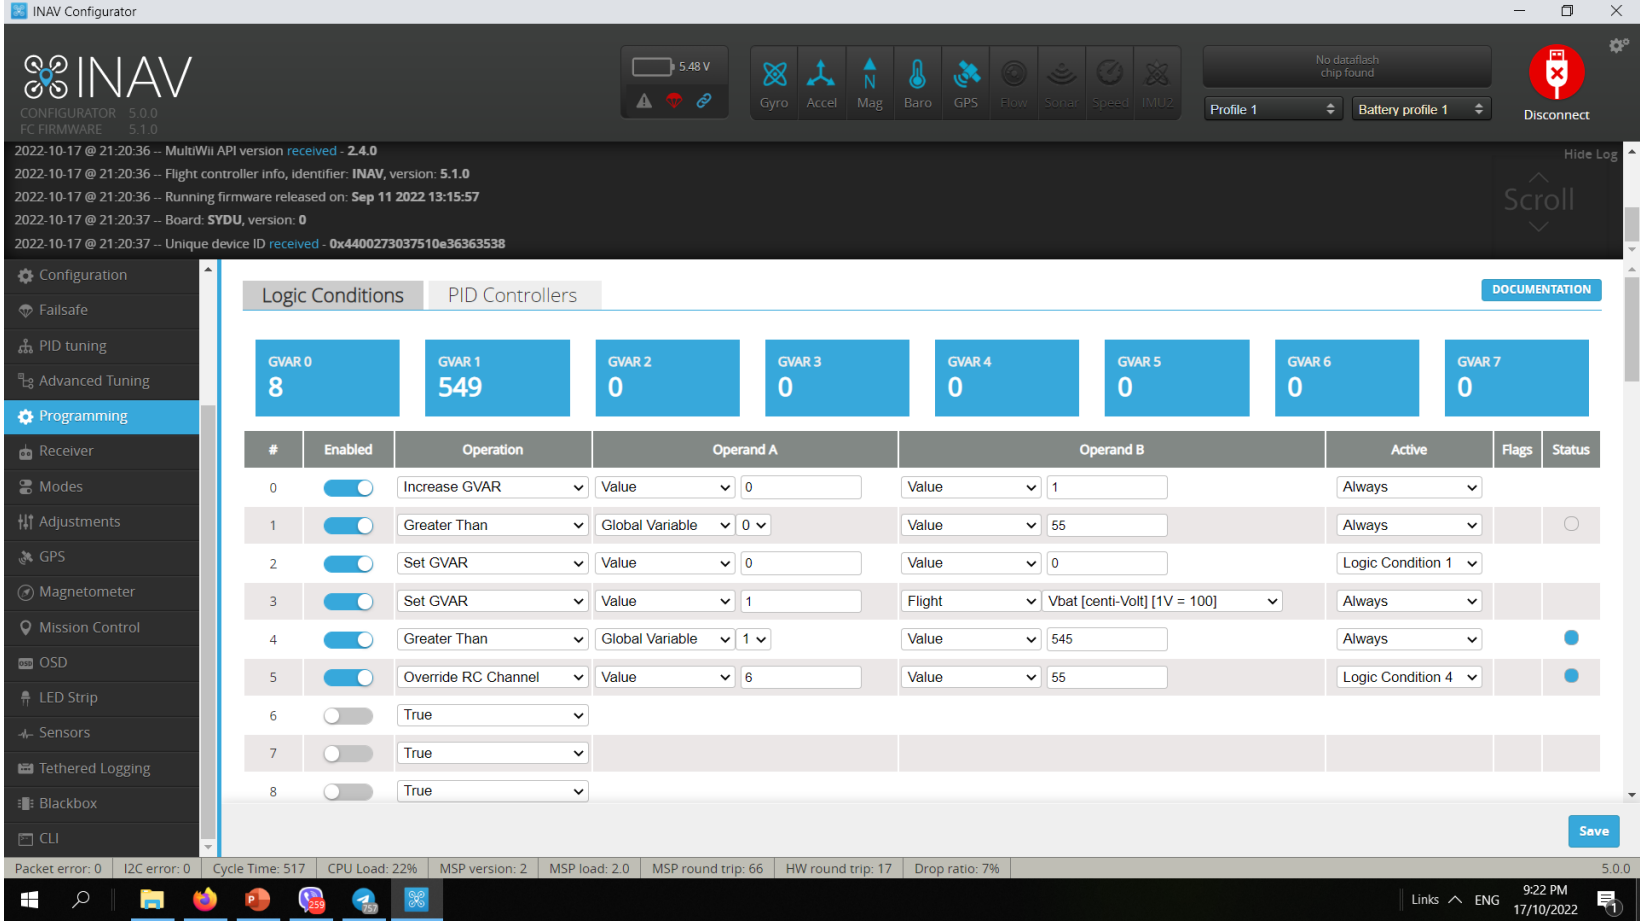 INAV Configurator
INAV
CONFIGURATOR 5.0.0
FC FIRMWARE 5.1.0
5.48 V
Gyro Accel Mag Baro GPS Flow Sonar Speed IMU2
N
No dataflash
chip found
Profile 1
Battery profile 1
Disconnect
2022-10-17 @ 21:20:36 -- MultiWii API version received - 2.4.0
2022-10-17 @ 21:20:36 -- Flight controller info, identifier: INAV, version: 5.1.0
2022-10-17 @ 21:20:36 -- Running firmware released on: Sep 11 2022 13:15:57
2022-10-17 @ 21:20:37 -- Board: SYDU, version: 0
2022-10-17 @ 21:20:37 -- Unique device ID received - 0x4400273037510e36363538
Hide Log
Scroll
Configuration
Failsafe
PID tuning
Advanced Tuning
Programming
Receiver
Modes
Adjustments
GPS
Magnetometer
Mission Control
OSD
LED Strip
Sensors
Tethered Logging
Blackbox
CLI
Logic Conditions PID Controllers
DOCUMENTATION
GVAR 0 GVAR 1 GVAR 2 GVAR 3 GVAR 4 GVAR 5 GVAR 6 GVAR 7
8 549 0 0 0 0 0 0
# Enabled Operation Operand A Operand B Active Flags Status
0 Increase GVAR Value 0 Value 1 Always
1 Greater Than Global Variable 0 Value 55 Always
2 Set GVAR Value 0 Value 0 Logic Condition 1
3 Set GVAR Value 1 Flight Vbat [centi-Volt] [1V = 100] Always
4 Greater Than Global Variable 1 Value 545 Always
5 Override RC Channel Value 6 Value 55 Logic Condition 4
6 True
7 True
8 True
Save
Packet error: 0 I2C error: 0 Cycle Time: 517 CPU Load: 22% MSP version: 2 MSP load: 2.0 MSP round trip: 66 HW round trip: 17 Drop ratio: 7% 5.0.0
259
757
Links ENG
9:22 PM
17/10/2022
1